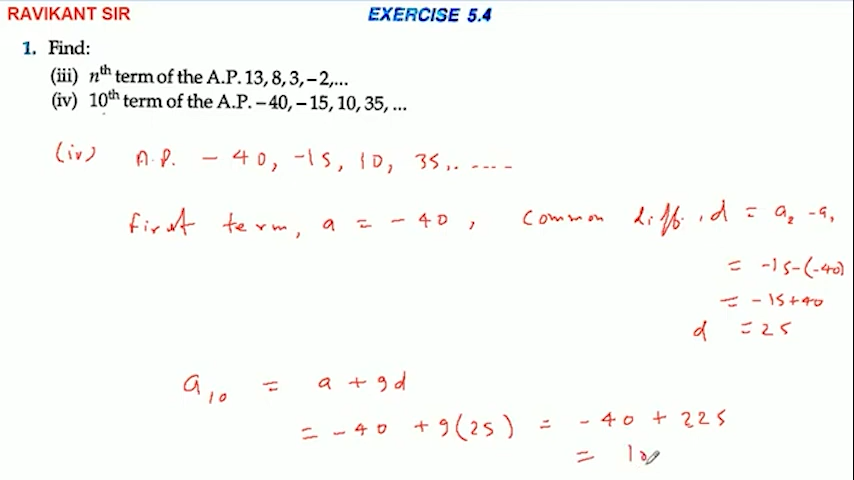 RAVIKANT SIR
EXERCISE 5.4
1. Find:
(iii) nth term of the A.P. 13, 8, 3, −2,...
(iv) 10th term of the A.P. −40, −15, 10, 35, ...
(iv) A.P. − 40, -15, 10, 35,. .....
first term, a = − 40, Common diff., d = a₂ − a₁
= -15-(-40)
= -15+40
d = 25
a₁₀ = a + 9d
= -40 + 9(25) = -40 + 225
=